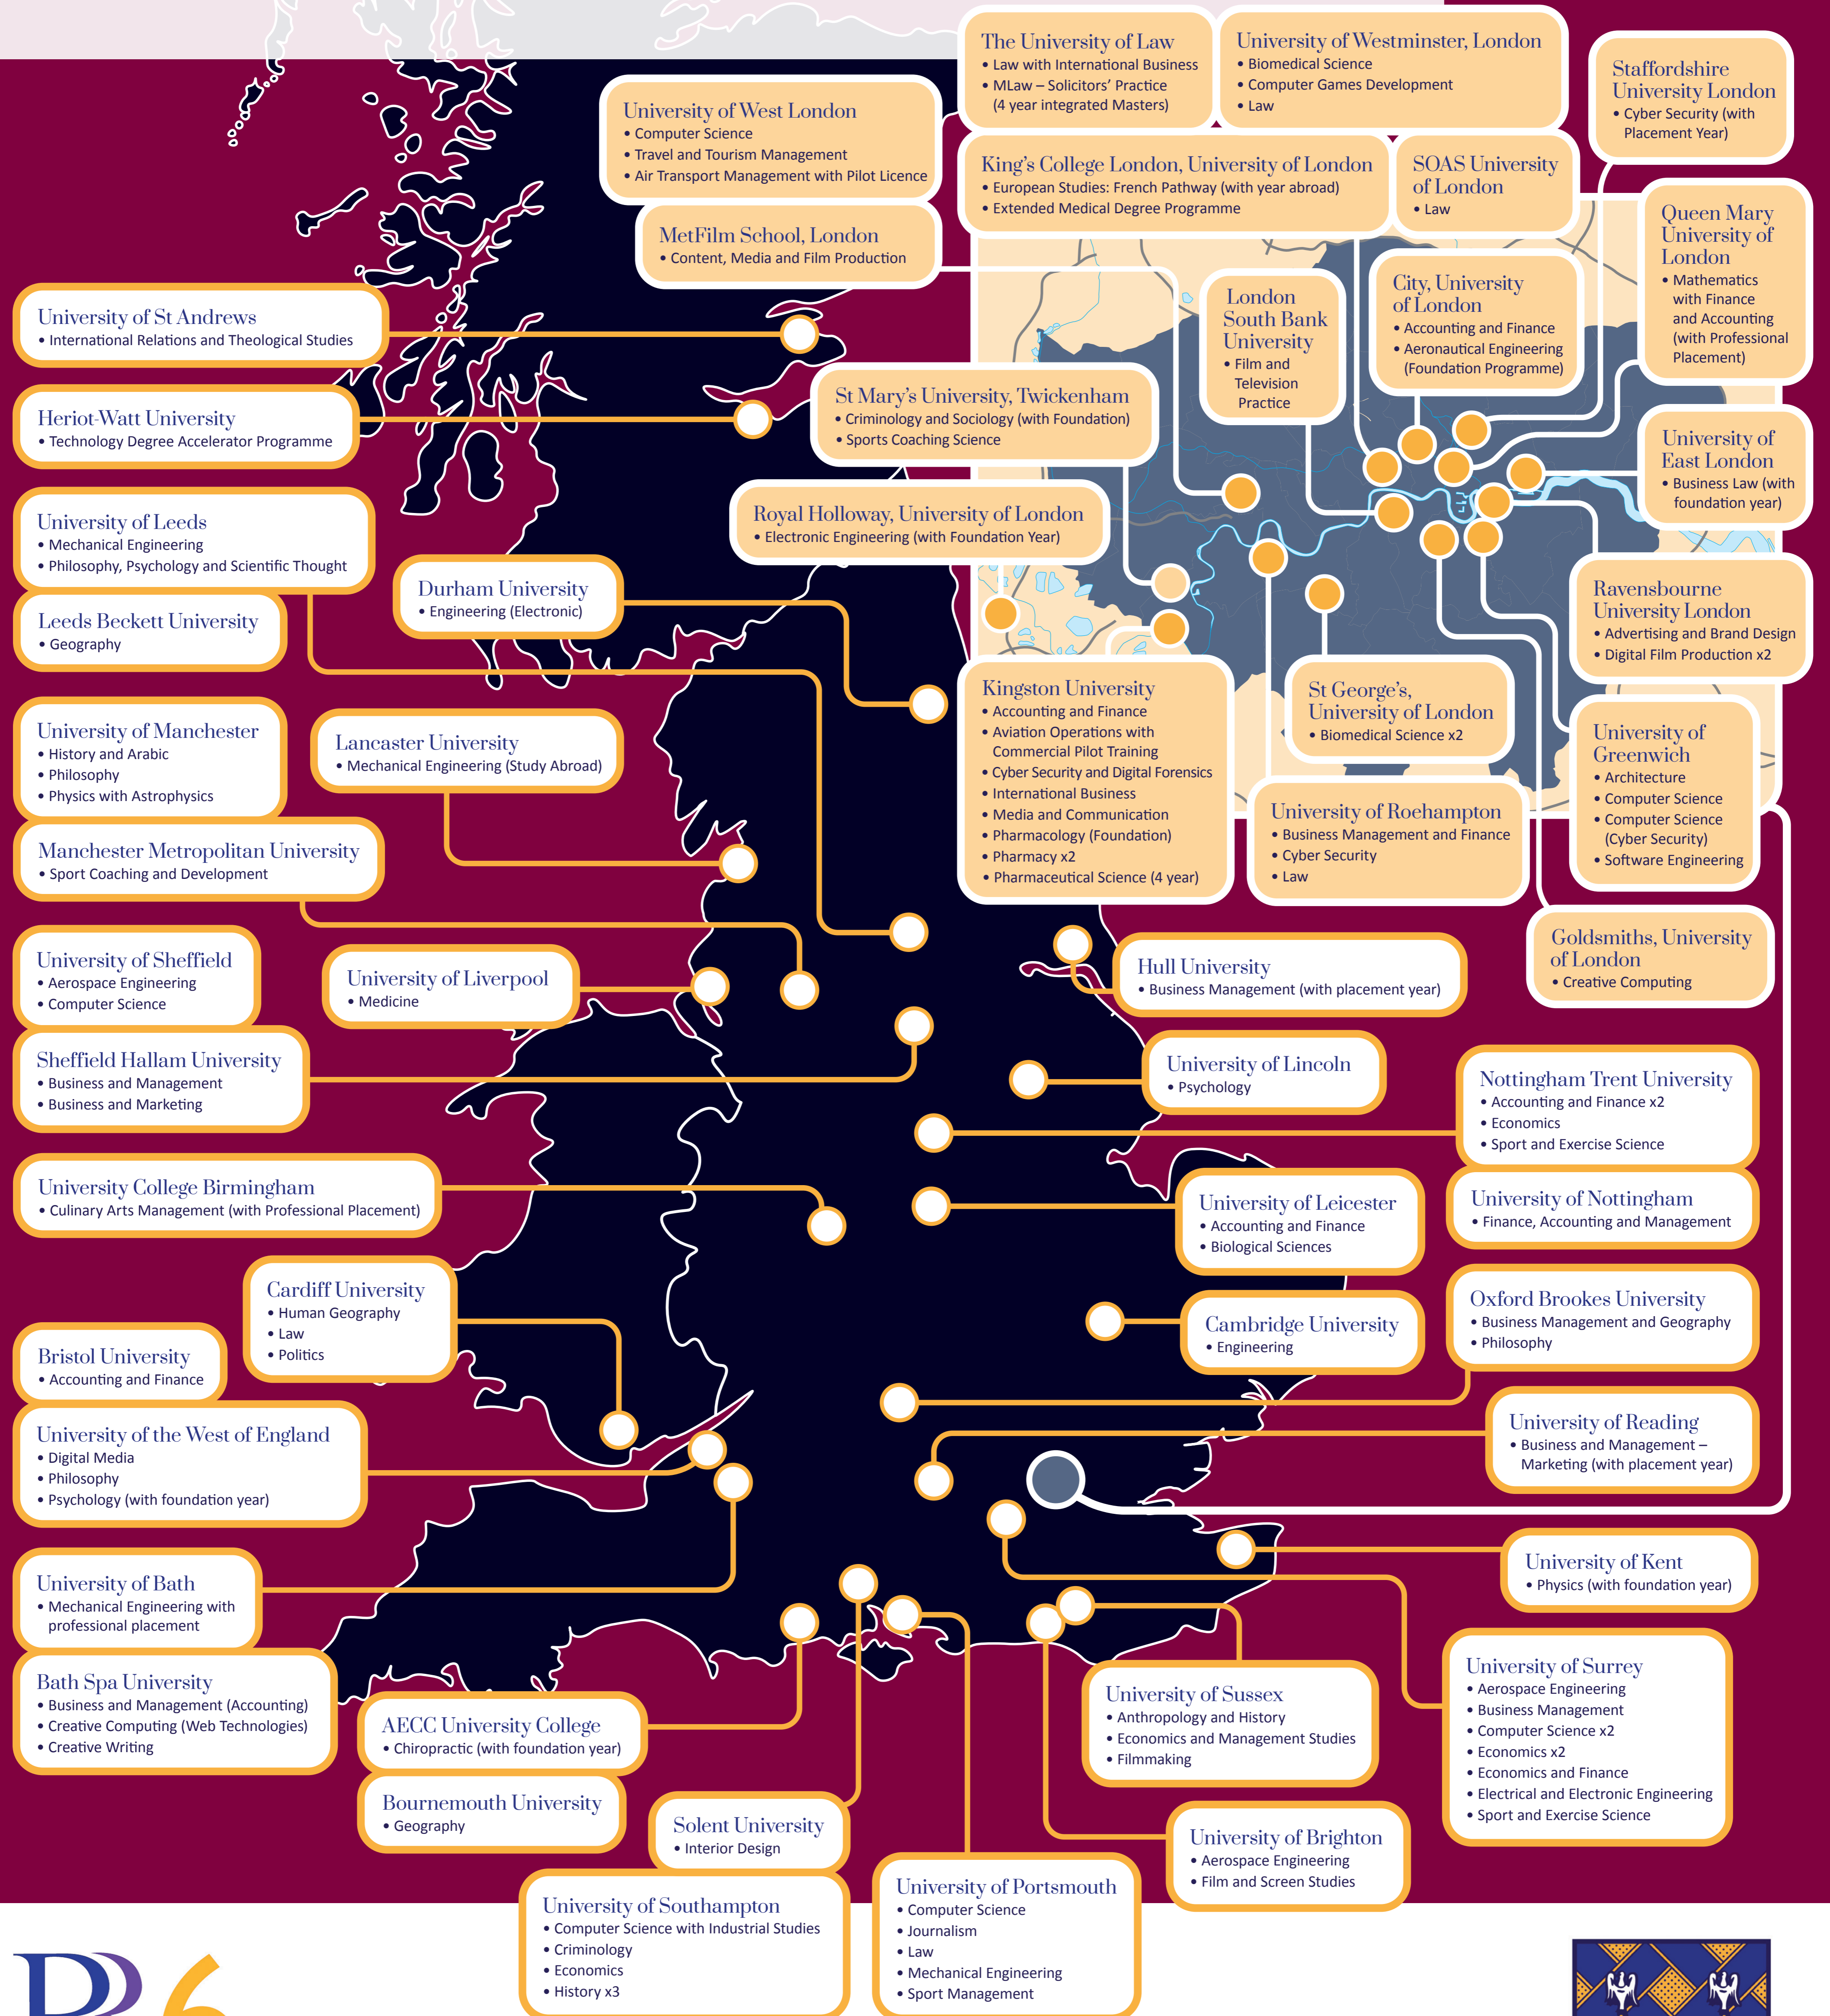 The University of Law
• Law with International Business
• MLaw – Solicitors’ Practice
(4 year integrated Masters)
University of Westminster, London
• Biomedical Science
• Computer Games Development
• Law
Staffordshire
University London
• Cyber Security (with
Placement Year)
University of West London
• Computer Science
• Travel and Tourism Management
• Air Transport Management with Pilot Licence
King’s College London, University of London
• European Studies: French Pathway (with year abroad)
• Extended Medical Degree Programme
SOAS University
of London
• Law
Queen Mary
University of
London
• Mathematics
with Finance
and Accounting
(with Professional
Placement)
MetFilm School, London
• Content, Media and Film Production
London
South Bank
University
• Film and
Television
Practice
City, University
of London
• Accounting and Finance
• Aeronautical Engineering
(Foundation Programme)
University of St Andrews
• International Relations and Theological Studies
Heriot-Watt University
• Technology Degree Accelerator Programme
St Mary’s University, Twickenham
• Criminology and Sociology (with Foundation)
• Sports Coaching Science
University of
East London
• Business Law (with
foundation year)
University of Leeds
• Mechanical Engineering
• Philosophy, Psychology and Scientific Thought
Royal Holloway, University of London
• Electronic Engineering (with Foundation Year)
Durham University
• Engineering (Electronic)
Leeds Beckett University
• Geography
Ravensbourne
University London
• Advertising and Brand Design
• Digital Film Production x2
Kingston University
• Accounting and Finance
• Aviation Operations with
Commercial Pilot Training
• Cyber Security and Digital Forensics
• International Business
• Media and Communication
• Pharmacology (Foundation)
• Pharmacy x2
• Pharmaceutical Science (4 year)
St George’s,
University of London
• Biomedical Science x2
University of
Greenwich
• Architecture
• Computer Science
• Computer Science
(Cyber Security)
• Software Engineering
University of Manchester
• History and Arabic
• Philosophy
• Physics with Astrophysics
Lancaster University
• Mechanical Engineering (Study Abroad)
University of Roehampton
• Business Management and Finance
• Cyber Security
• Law
Manchester Metropolitan University
• Sport Coaching and Development
Goldsmiths, University
of London
• Creative Computing
University of Sheffield
• Aerospace Engineering
• Computer Science
University of Liverpool
• Medicine
Hull University
• Business Management (with placement year)
Sheffield Hallam University
• Business and Management
• Business and Marketing
University of Lincoln
• Psychology
Nottingham Trent University
• Accounting and Finance x2
• Economics
• Sport and Exercise Science
University College Birmingham
• Culinary Arts Management (with Professional Placement)
University of Leicester
• Accounting and Finance
• Biological Sciences
University of Nottingham
• Finance, Accounting and Management
Cardiff University
• Human Geography
• Law
• Politics
Cambridge University
• Engineering
Oxford Brookes University
• Business Management and Geography
• Philosophy
Bristol University
• Accounting and Finance
University of the West of England
• Digital Media
• Philosophy
• Psychology (with foundation year)
University of Reading
• Business and Management –
Marketing (with placement year)
University of Bath
• Mechanical Engineering with
professional placement
University of Kent
• Physics (with foundation year)
Bath Spa University
• Business and Management (Accounting)
• Creative Computing (Web Technologies)
• Creative Writing
AECC University College
• Chiropractic (with foundation year)
University of Sussex
• Anthropology and History
• Economics and Management Studies
• Filmmaking
University of Surrey
• Aerospace Engineering
• Business Management
• Computer Science x2
• Economics x2
• Economics and Finance
• Electrical and Electronic Engineering
• Sport and Exercise Science
Bournemouth University
• Geography
Solent University
• Interior Design
University of Brighton
• Aerospace Engineering
• Film and Screen Studies
University of Southampton
• Computer Science with Industrial Studies
• Criminology
• Economics
• History x3
University of Portsmouth
• Computer Science
• Journalism
• Law
• Mechanical Engineering
• Sport Management